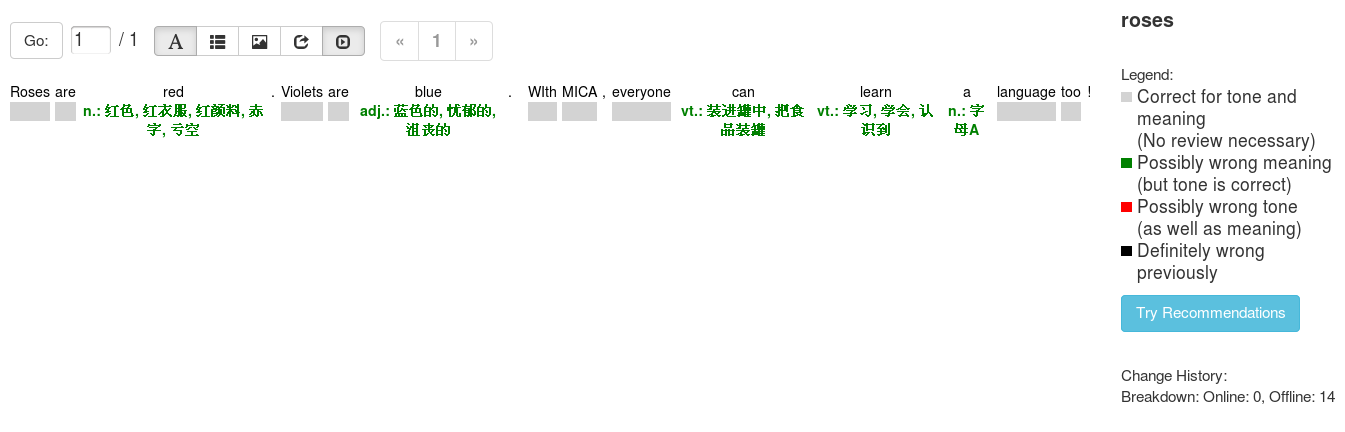 Go: 1 / 1 A « 1 »
Roses are red . Violets are blue . WIth MICA , everyone can learn a language too !
n.: 红色, 红衣服, 红颜料, 赤字, 亏空
adj.: 蓝色的, 忧郁的, 沮丧的
vt.: 装进罐中, 把食品装罐
vt.: 学习, 学会, 认识到
n.: 字母A
roses
Legend:
Correct for tone and
meaning
(No review necessary)
Possibly wrong meaning
(but tone is correct)
Possibly wrong tone
(as well as meaning)
Definitely wrong
previously
Try Recommendations
Change History:
Breakdown: Online: 0, Offline: 14